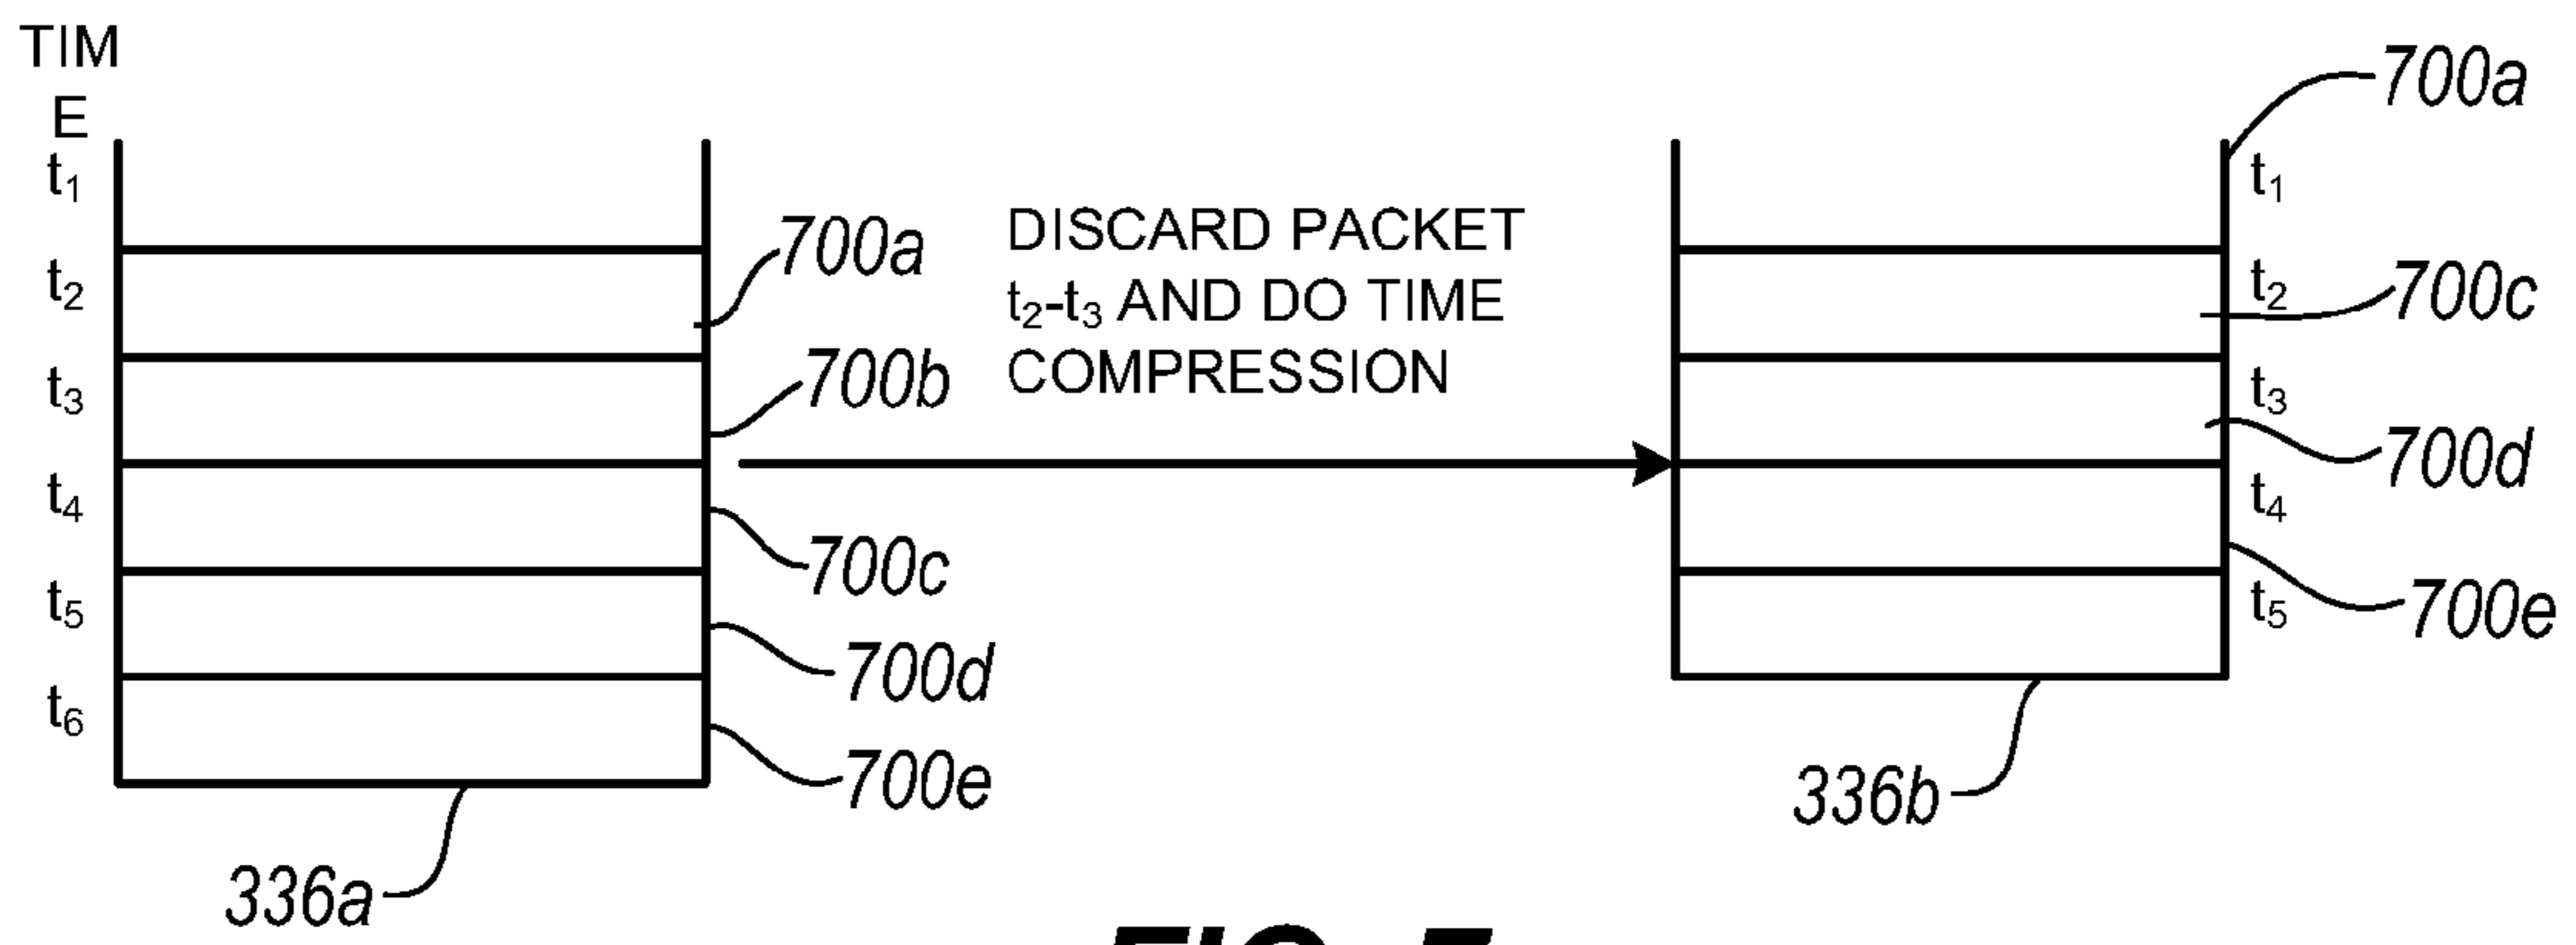 TIM
E
t₁
t₂
t₃
t₄
t₅
t₆
700a
700b
700c
700d
700e
336a
DISCARD PACKET
t₂-t₃ AND DO TIME
COMPRESSION
t₁
t₂
t₃
t₄
t₅
700a
700c
700d
700e
336b